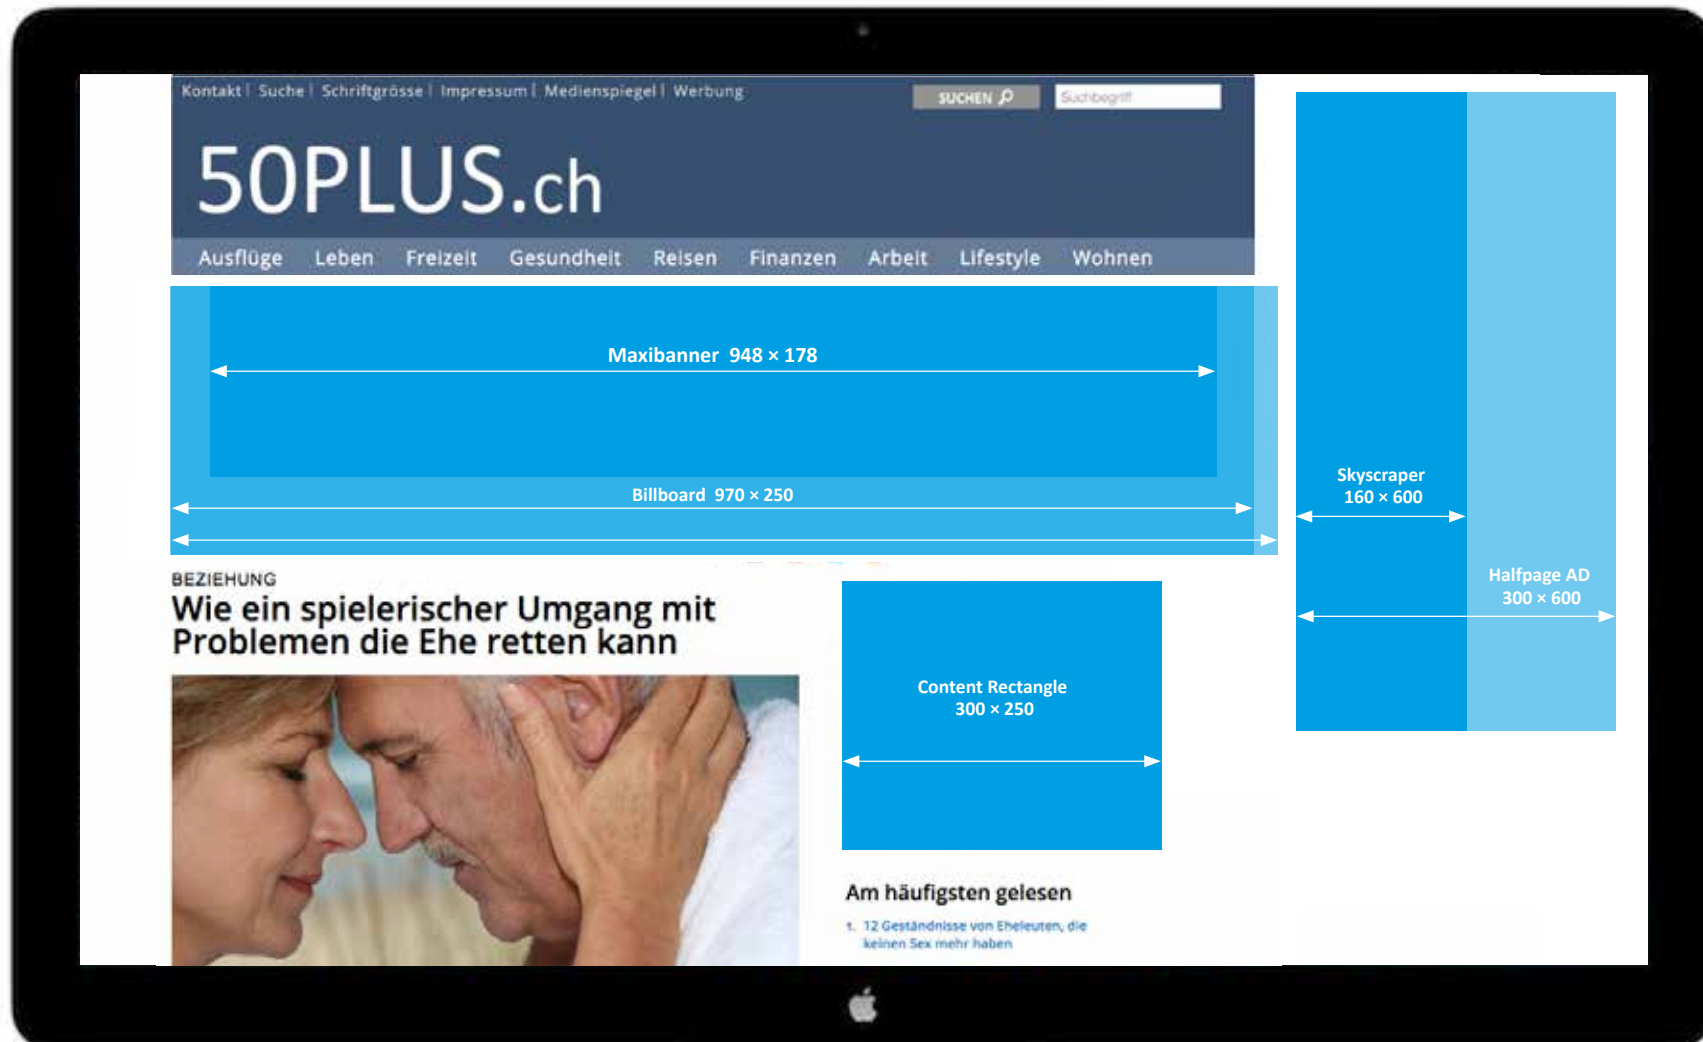 Kontakt | Suche | Schriftgrösse | Impressum | Medienspiegel | Werbung
SUCHEN
Suchbegriff
50PLUS.ch
Ausflüge Leben Freizeit Gesundheit Reisen Finanzen Arbeit Lifestyle Wohnen
Maxibanner 948 × 178
Billboard 970 × 250
Skyscraper
160 × 600
Halfpage AD
300 × 600
BEZIEHUNG
Wie ein spielerischer Umgang mit
Problemen die Ehe retten kann
Content Rectangle
300 × 250
Am häufigsten gelesen
1. 12 Geständnisse von Eheleuten, die
keinen Sex mehr haben